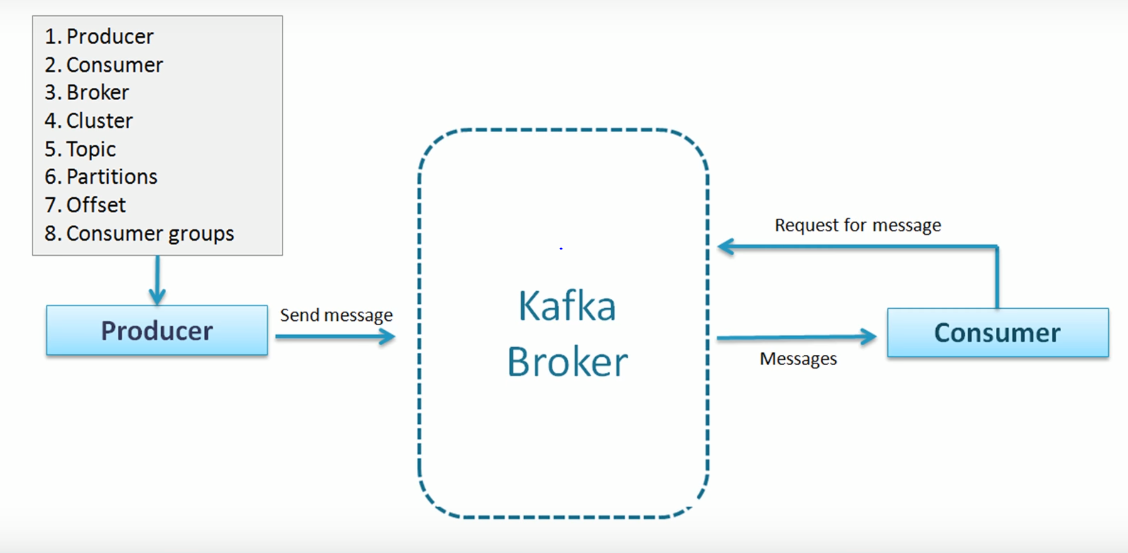 1. Producer
2. Consumer
3. Broker
4. Cluster
5. Topic
6. Partitions
7. Offset
8. Consumer groups
Producer
Send message
Kafka
Broker
Request for message
Messages
Consumer